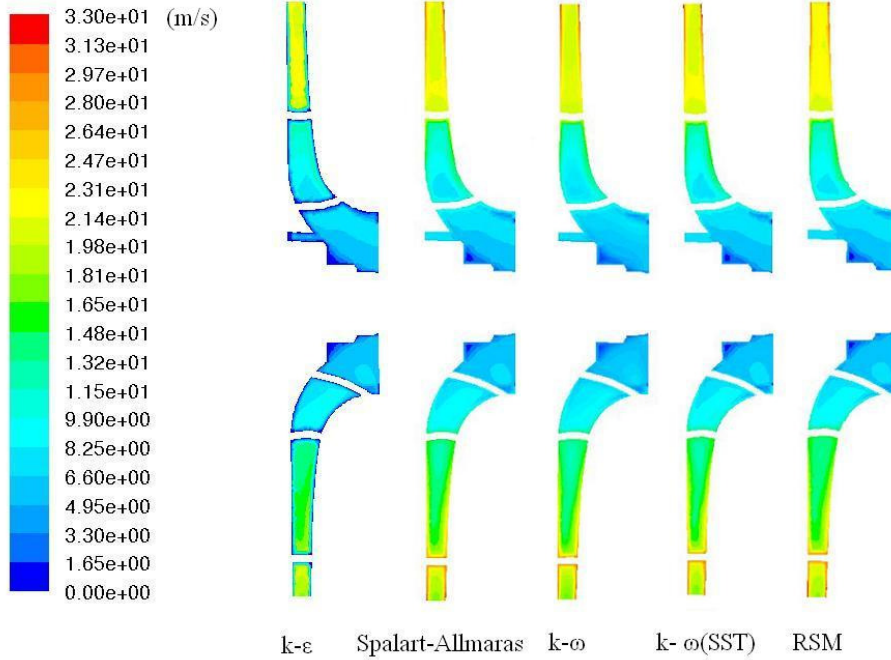 3.30e+01 (m/s)
3.13e+01
2.97e+01
2.80e+01
2.64e+01
2.47e+01
2.31e+01
2.14e+01
1.98e+01
1.81e+01
1.65e+01
1.32e+01
1.15e+01
9.90e+00
8.25e+00
6.60e+00
4.95e+00
3.30e+00
1.65e+00
0.00e+00
k-ε Spalart-Allmaras k-ω k- ω(SST) RSM